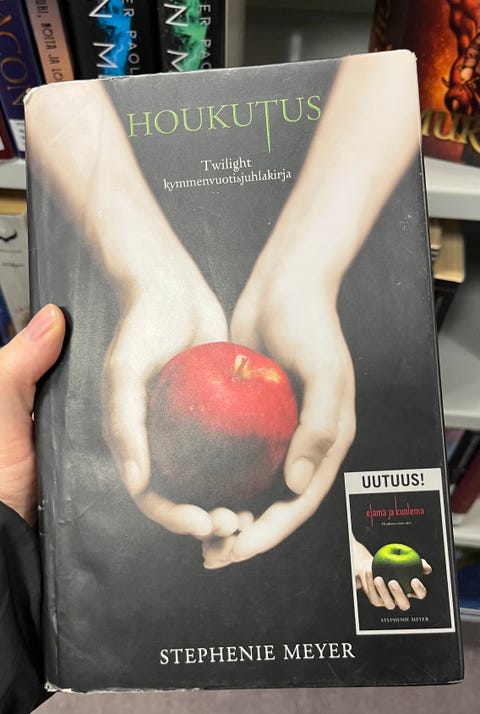 HOUKUTUS
Twilight
kymmenvuotisjuhlakirja
UUTUUS!
elämä ja kuolema
STEPHENIE MEYER
STEPHENIE MEYER